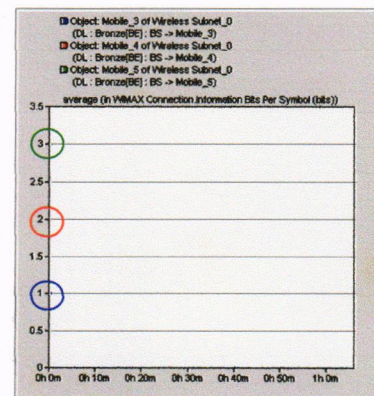 Object: Mobile_3 of Wireless Subnet_0
(DL : Bronze[BE] : BS -> Mobile_3)
Object: Mobile_4 of Wireless Subnet_0
(DL : Bronze[BE] : BS -> Mobile_4)
Object: Mobile_5 of Wireless Subnet_0
(DL : Bronze[BE] : BS -> Mobile_5)
average (in WiMAX Connection.Information Bits Per Symbol (bits))
3.5
3
2.5
2
1.5
1
0.5
0
0h 0m 0h 10m 0h 20m 0h 30m 0h 40m 0h 50m 1h 0m